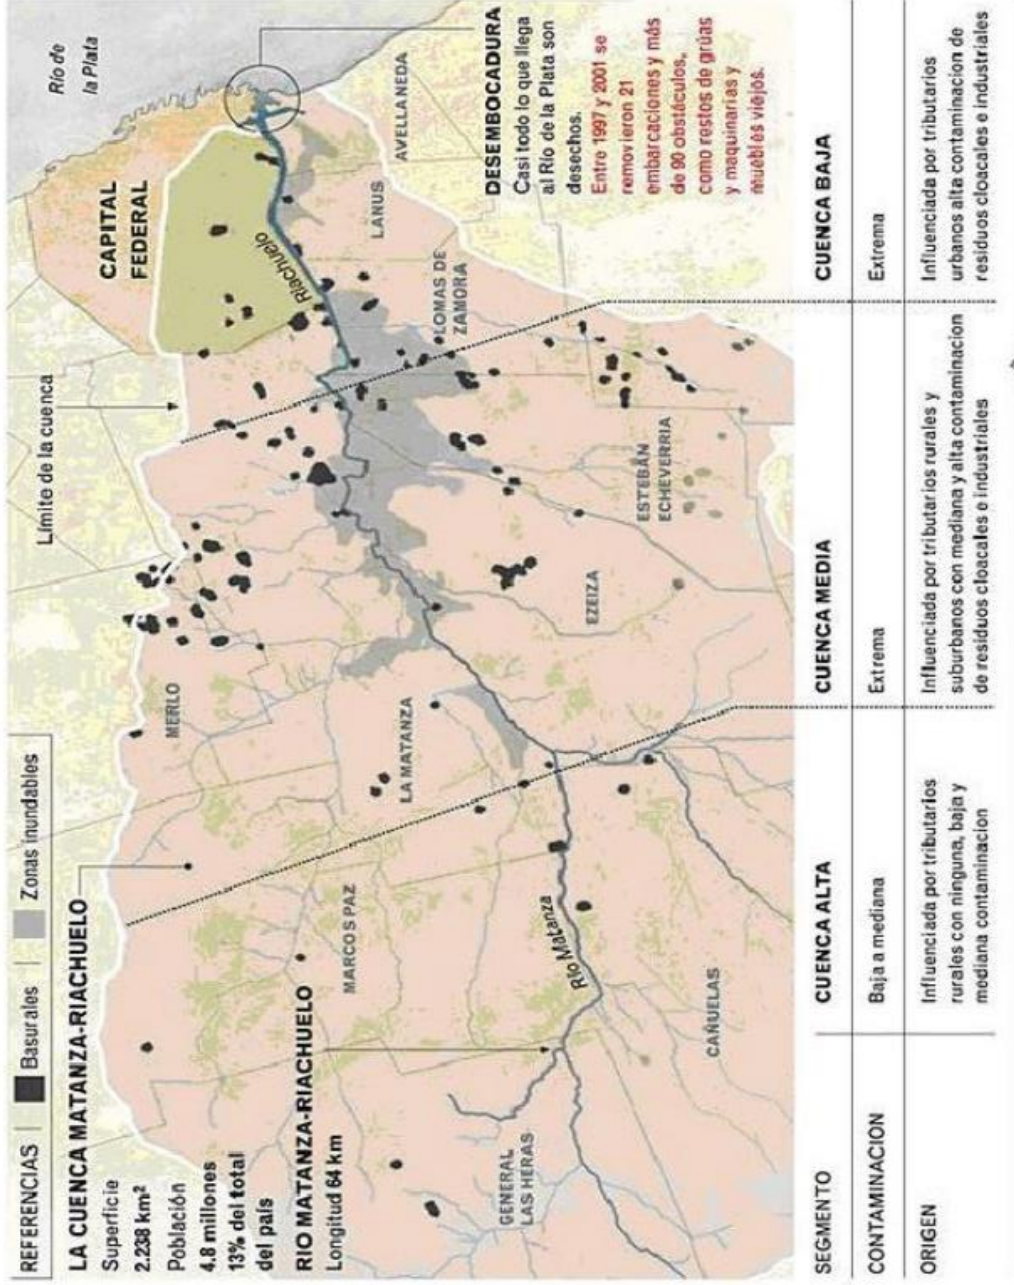 REFERENCIAS
Basurales
Zonas inundables
LA CUENCA MATANZA-RIACHUELO
Superficie
2.238 km²
Población
4,8 millones
13% del total
del país
RIO MATANZA-RIACHUELO
Longitud 64 km
Límite de la cuenca
CAPITAL
FEDERAL
Río de
la Plata
DESEMBOCADURA
Casi todo lo que llega
al Río de la Plata son
desechos.
Entre 1997 y 2001 se
removieron 21
embarcaciones y más
de 90 obstáculos,
como restos de grúas
y maquinarias y
muebles viejos.
MERLO
LA MATANZA
MARCOS PAZ
GENERAL
LAS HERAS
CAÑUELAS
EZEIZA
ESTEBAN
ECHEVERRIA
LOMAS DE
ZAMORA
LANUS
AVELLANEDA
Riachuelo
Río Matanza
SEGMENTO
CUENCA ALTA
CUENCA MEDIA
CUENCA BAJA
CONTAMINACION
Baja a mediana
Extrema
Extrema
ORIGEN
Influenciada por tributarios
rurales con ninguna, baja y
mediana contaminacion
Influenciada por tributarios rurales y
suburbanos con mediana y alta contaminacion
de residuos cloacales e industriales
Influenciada por tributarios
urbanos alta contaminacion de
residuos cloacales e industriales